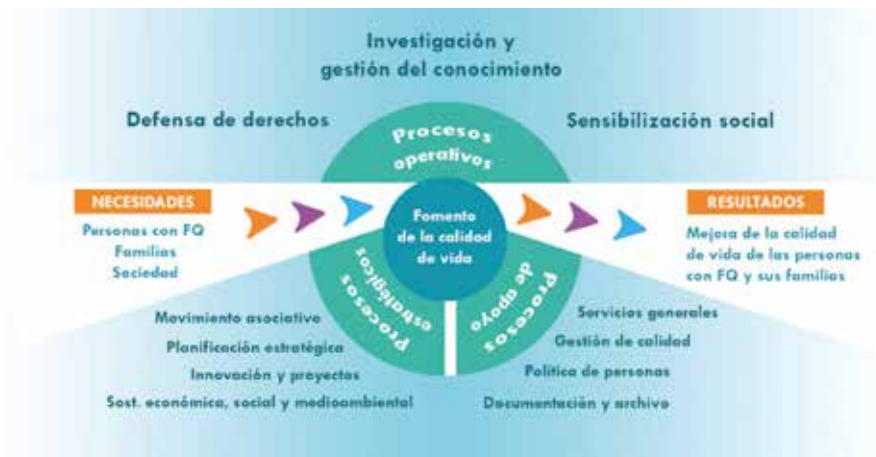 Investigación y
gestión del conocimiento
Defensa de derechos
Sensibilización social
Procesos
operativos
NECESIDADES
Personas con FQ
Familias
Sociedad
Fomento
de la calidad
de vida
RESULTADOS
Mejora de la calidad
de vida de las personas
con FQ y sus familias
Procesos
estratégicos
Movimiento asociativo
Planificación estratégica
Innovación y proyectos
Sost. económica, social y medioambiental
Procesos
de apoyo
Servicios generales
Gestión de calidad
Política de personas
Documentación y archivo